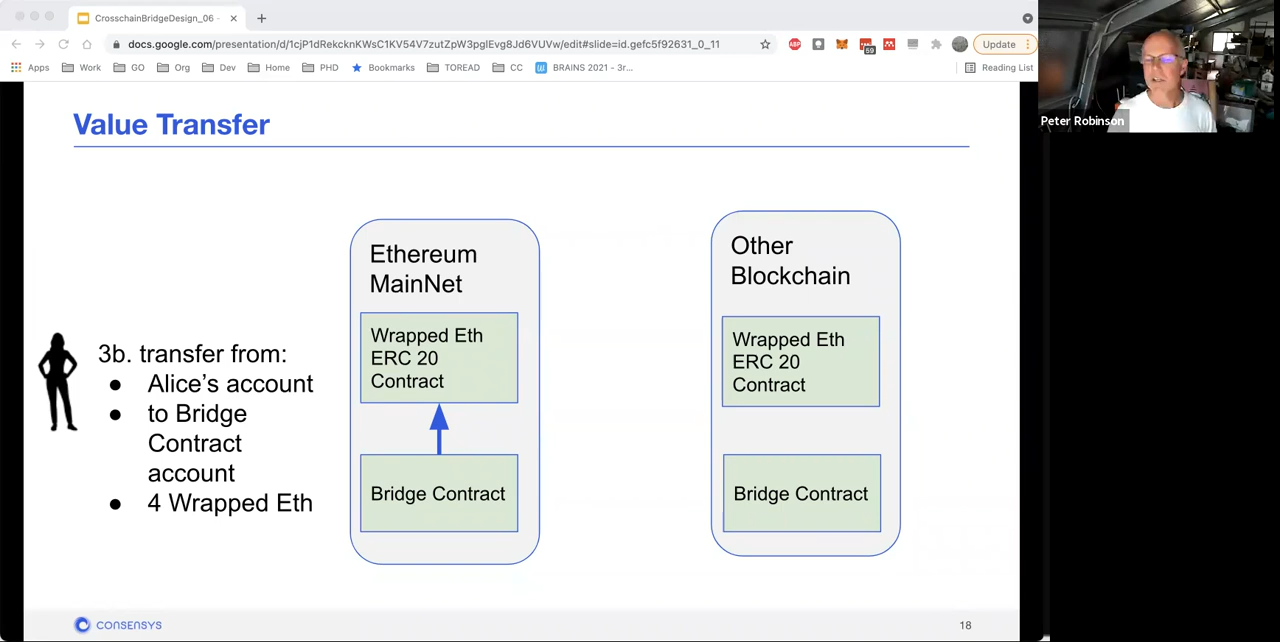 CrosschainBridgeDesign_06 -
docs.google.com/presentation/d/1cjP1dRekcknKWsC1KV54V7zutZpW3pglEvg8Jd6VUVw/edit#slide=id.gefc5f92631_0_11
ABP
59
Update
Apps
Work
GO
Org
Dev
Home
PHD
Bookmarks
TOREAD
CC
BRAINS 2021 - 3r...
Reading List
Peter Robinson
Value Transfer
Ethereum
MainNet
Wrapped Eth
ERC 20
Contract
Bridge Contract
Other
Blockchain
Wrapped Eth
ERC 20
Contract
Bridge Contract
3b. transfer from:
● Alice's account
● to Bridge
Contract
account
● 4 Wrapped Eth
CONSENSYS
18